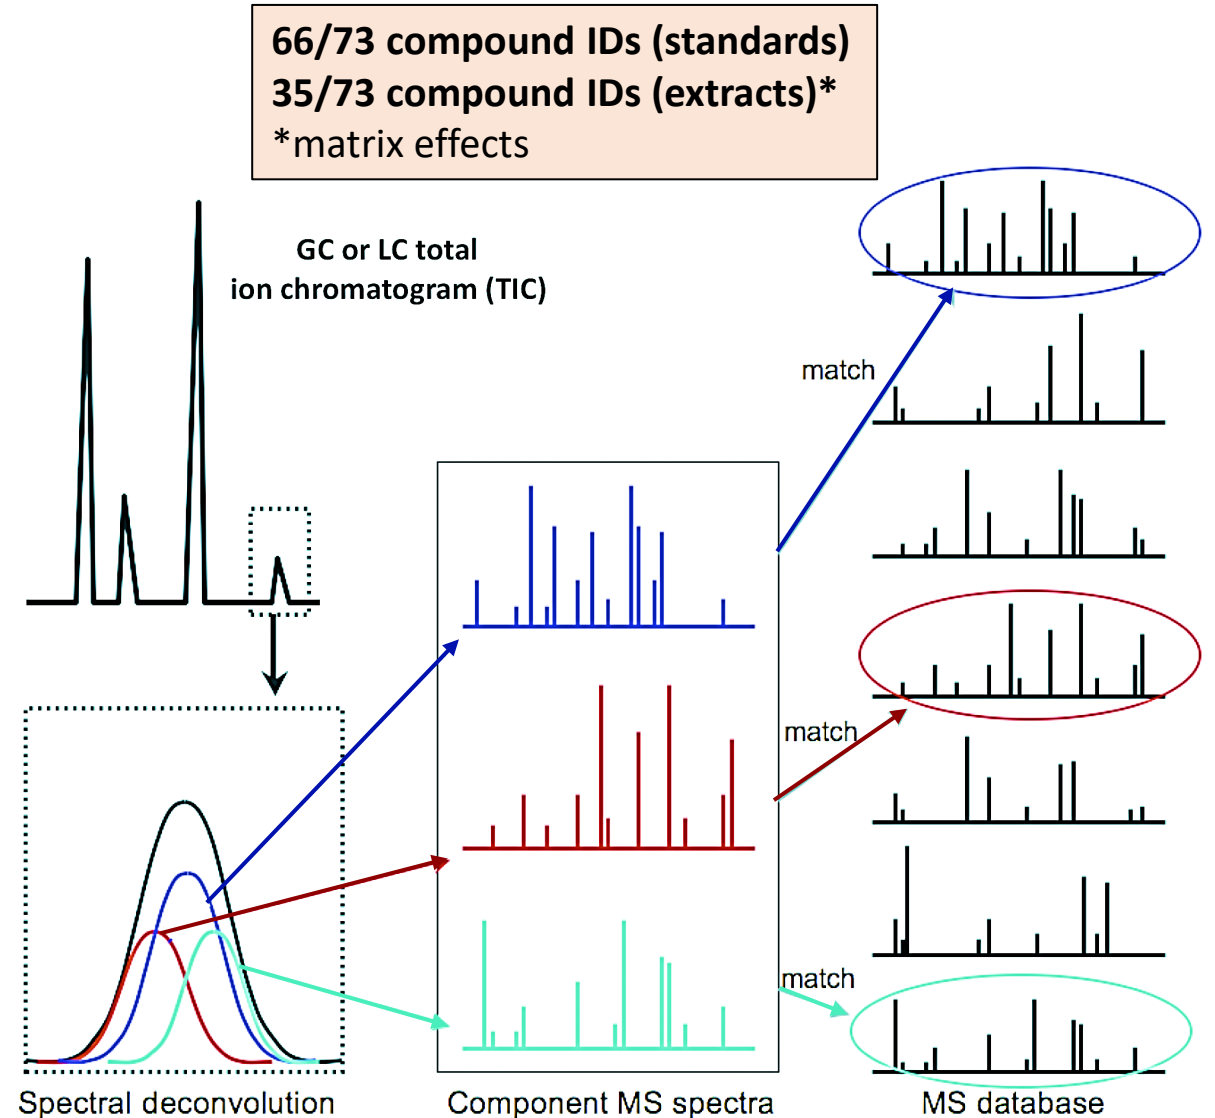 66/73 compound IDs (standards)
35/73 compound IDs (extracts)*
*matrix effects
GC or LC total
ion chromatogram (TIC)
match
match
match
Spectral deconvolution
Component MS spectra
MS database